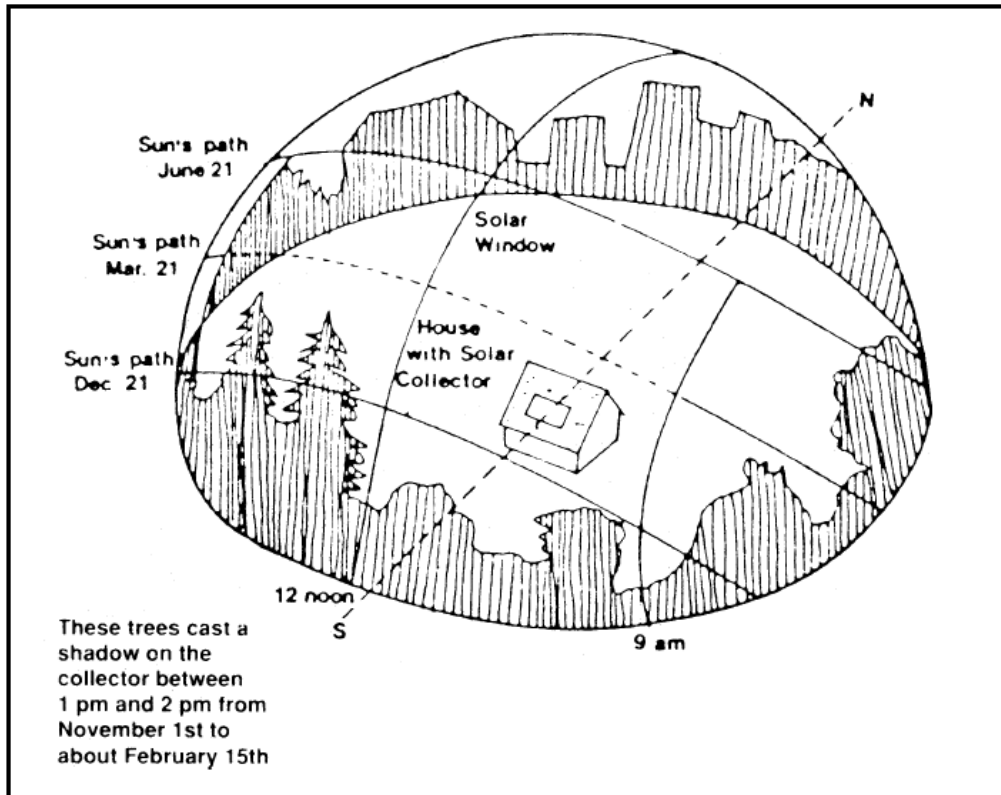 N
Sun's path
June 21
Solar
Window
Sun's path
Mar. 21
House
with Solar
Collector
Sun's path
Dec 21
12 noon
S
9 am
These trees cast a
shadow on the
collector between
1 pm and 2 pm from
November 1st to
about February 15th